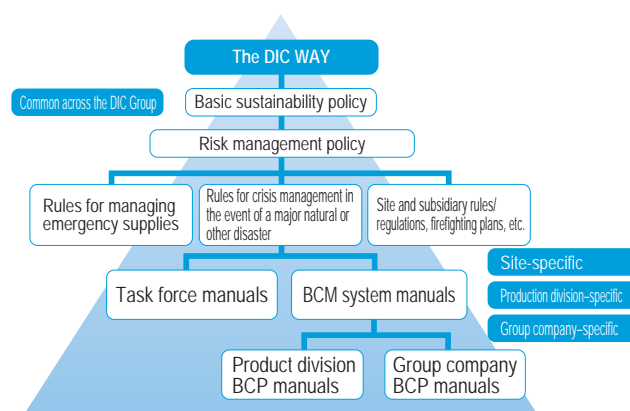 The DIC WAY
Common across the DIC Group
Basic sustainability policy
Risk management policy
Rules for managing
emergency supplies
Rules for crisis management in
the event of a major natural or
other disaster
Site and subsidiary rules/
regulations, firefighting plans, etc.
Site-specific
Task force manuals
BCM system manuals
Production division–specific
Group company–specific
Product division
BCP manuals
Group company
BCP manuals